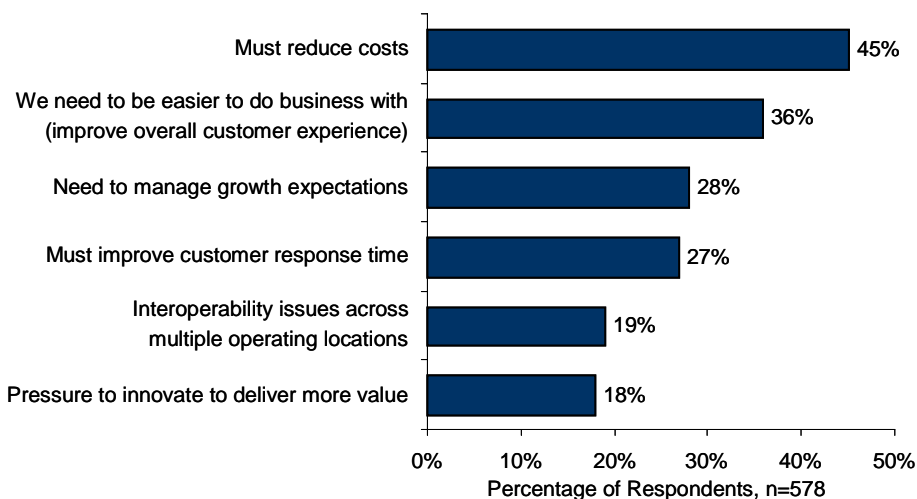 Must reduce costs
45%
We need to be easier to do business with
(improve overall customer experience)
36%
Need to manage growth expectations
28%
Must improve customer response time
27%
Interoperability issues across
multiple operating locations
19%
Pressure to innovate to deliver more value
18%
0% 10% 20% 30% 40% 50%
Percentage of Respondents, n=578